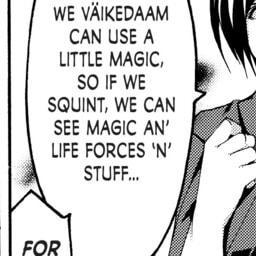 WE VÄIKEDAAM
CAN USE A
LITTLE MAGIC,
SO IF WE
SQUINT, WE CAN
SEE MAGIC AN'
LIFE FORCES 'N'
STUFF...
FOR